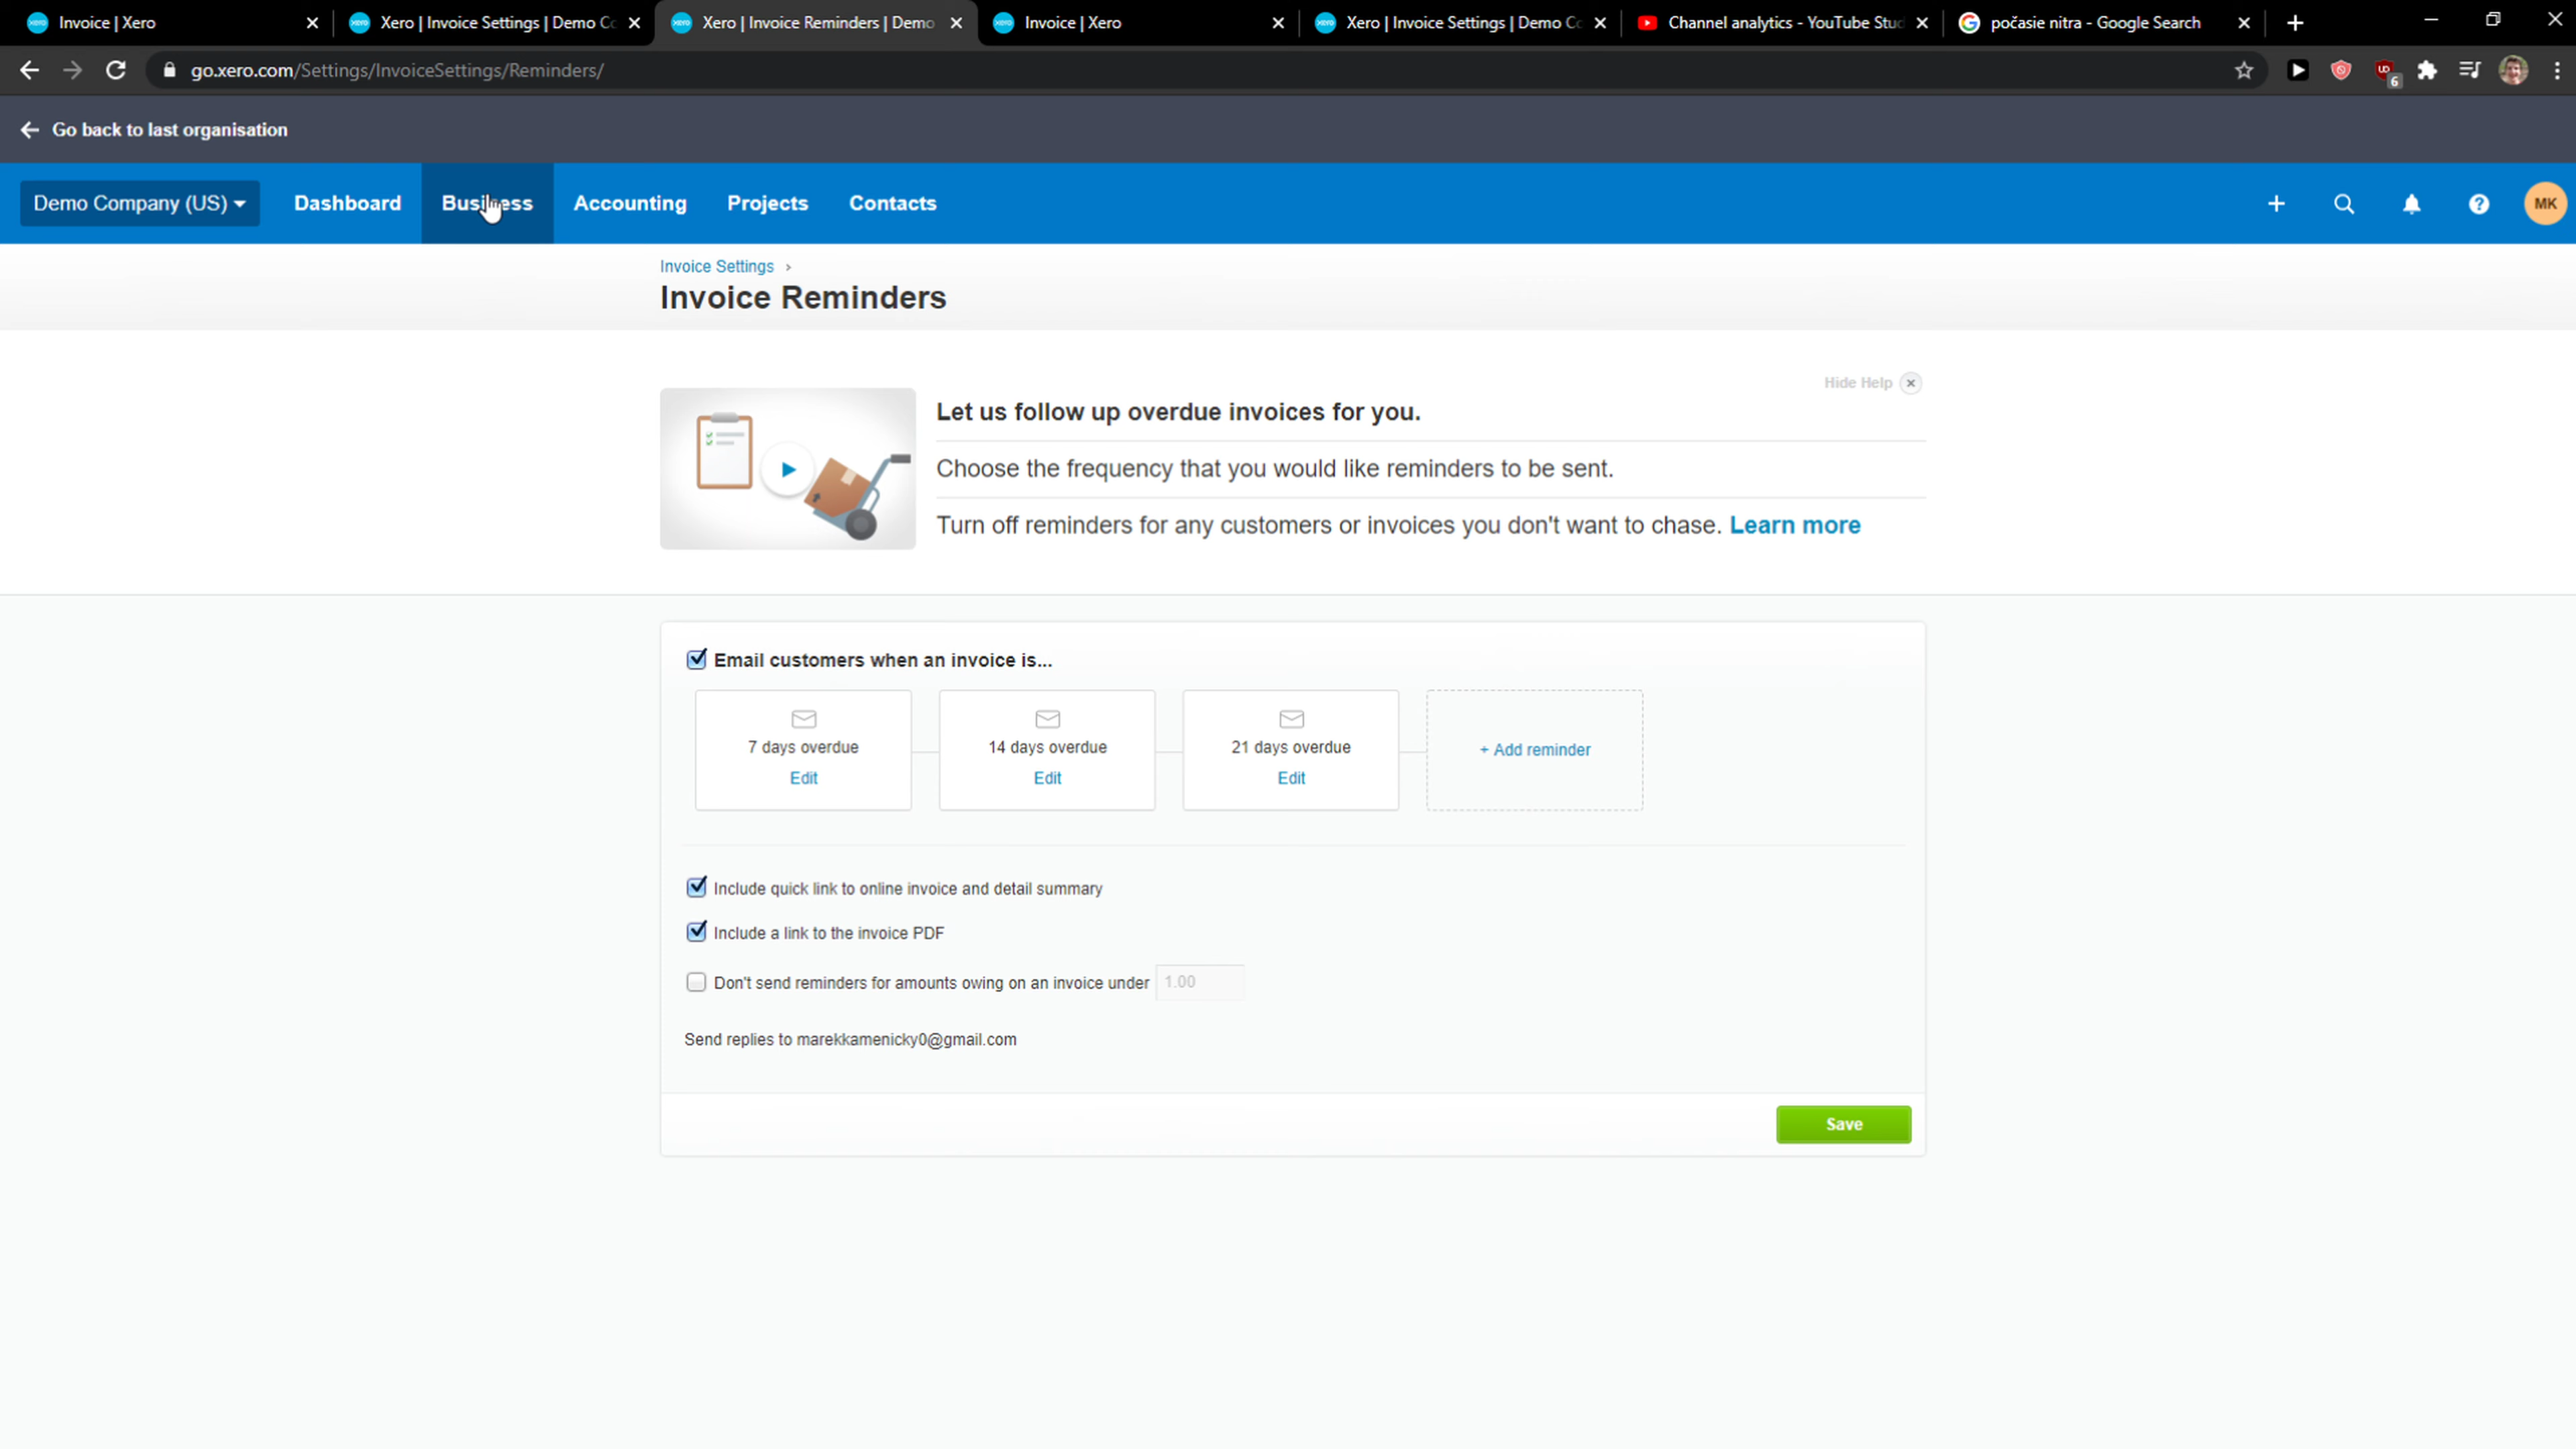 Invoice | Xero
Xero | Invoice Settings | Demo Co
Xero | Invoice Reminders | Demo
Invoice | Xero
Xero | Invoice Settings | Demo Co
Channel analytics - YouTube Stud
počasie nitra - Google Search
go.xero.com/Settings/InvoiceSettings/Reminders/
6
Go back to last organisation
Demo Company (US)
Dashboard
Business
Accounting
Projects
Contacts
MK
Invoice Settings ›
Invoice Reminders
Hide Help
Let us follow up overdue invoices for you.
Choose the frequency that you would like reminders to be sent.
Turn off reminders for any customers or invoices you don't want to chase. Learn more
Email customers when an invoice is...
7 days overdue
Edit
14 days overdue
Edit
21 days overdue
Edit
+ Add reminder
Include quick link to online invoice and detail summary
Include a link to the invoice PDF
Don't send reminders for amounts owing on an invoice under 1.00
Send replies to marekkamenicky0@gmail.com
Save